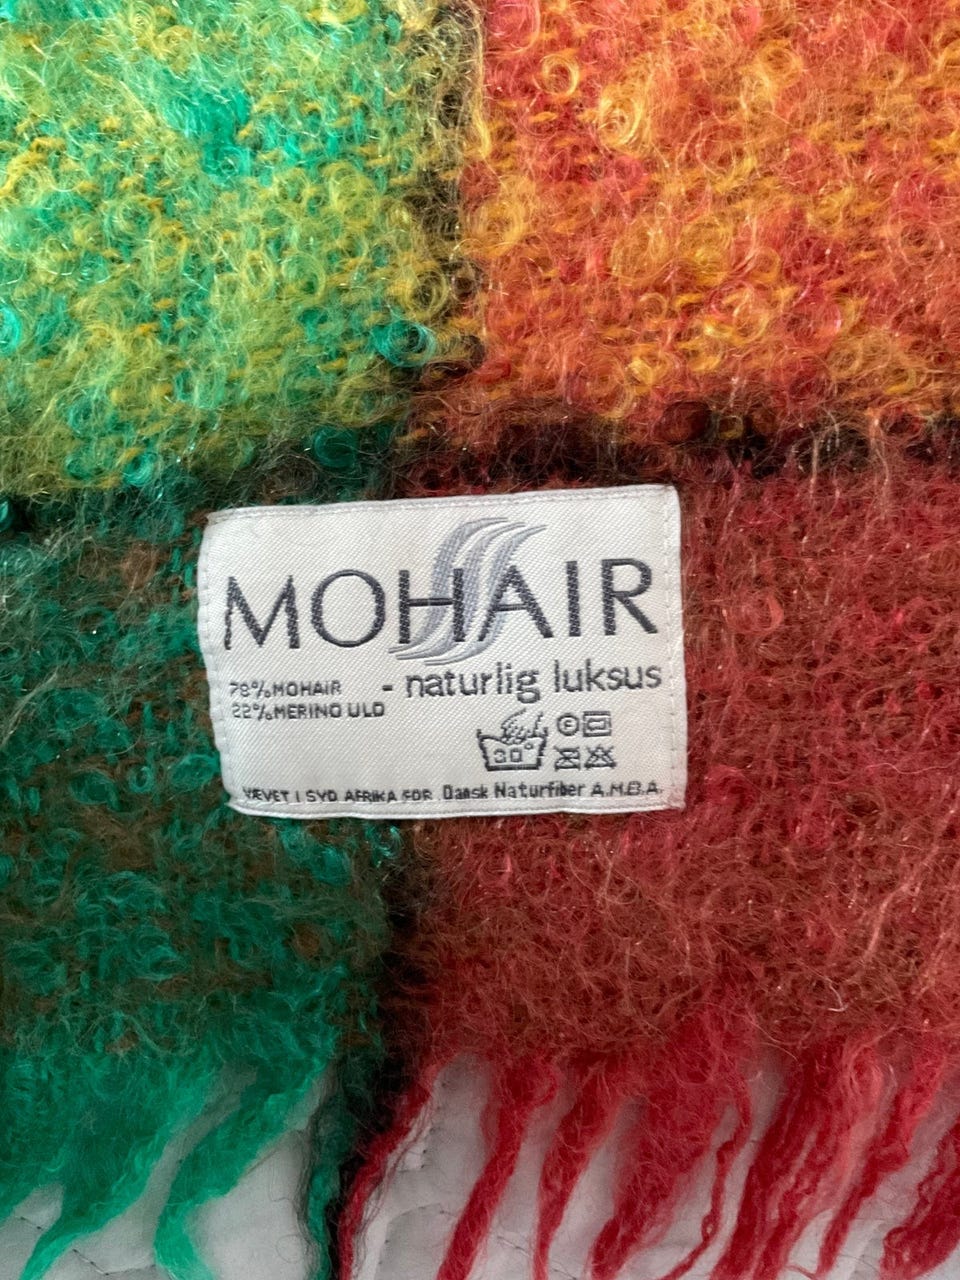 MOHAIR
- naturlig luksus
78% MOHAIR
22% MERINO ULD
30°
VÆVET I SYD AFRIKA FOR Dansk Naturfiber A.M.B.A.